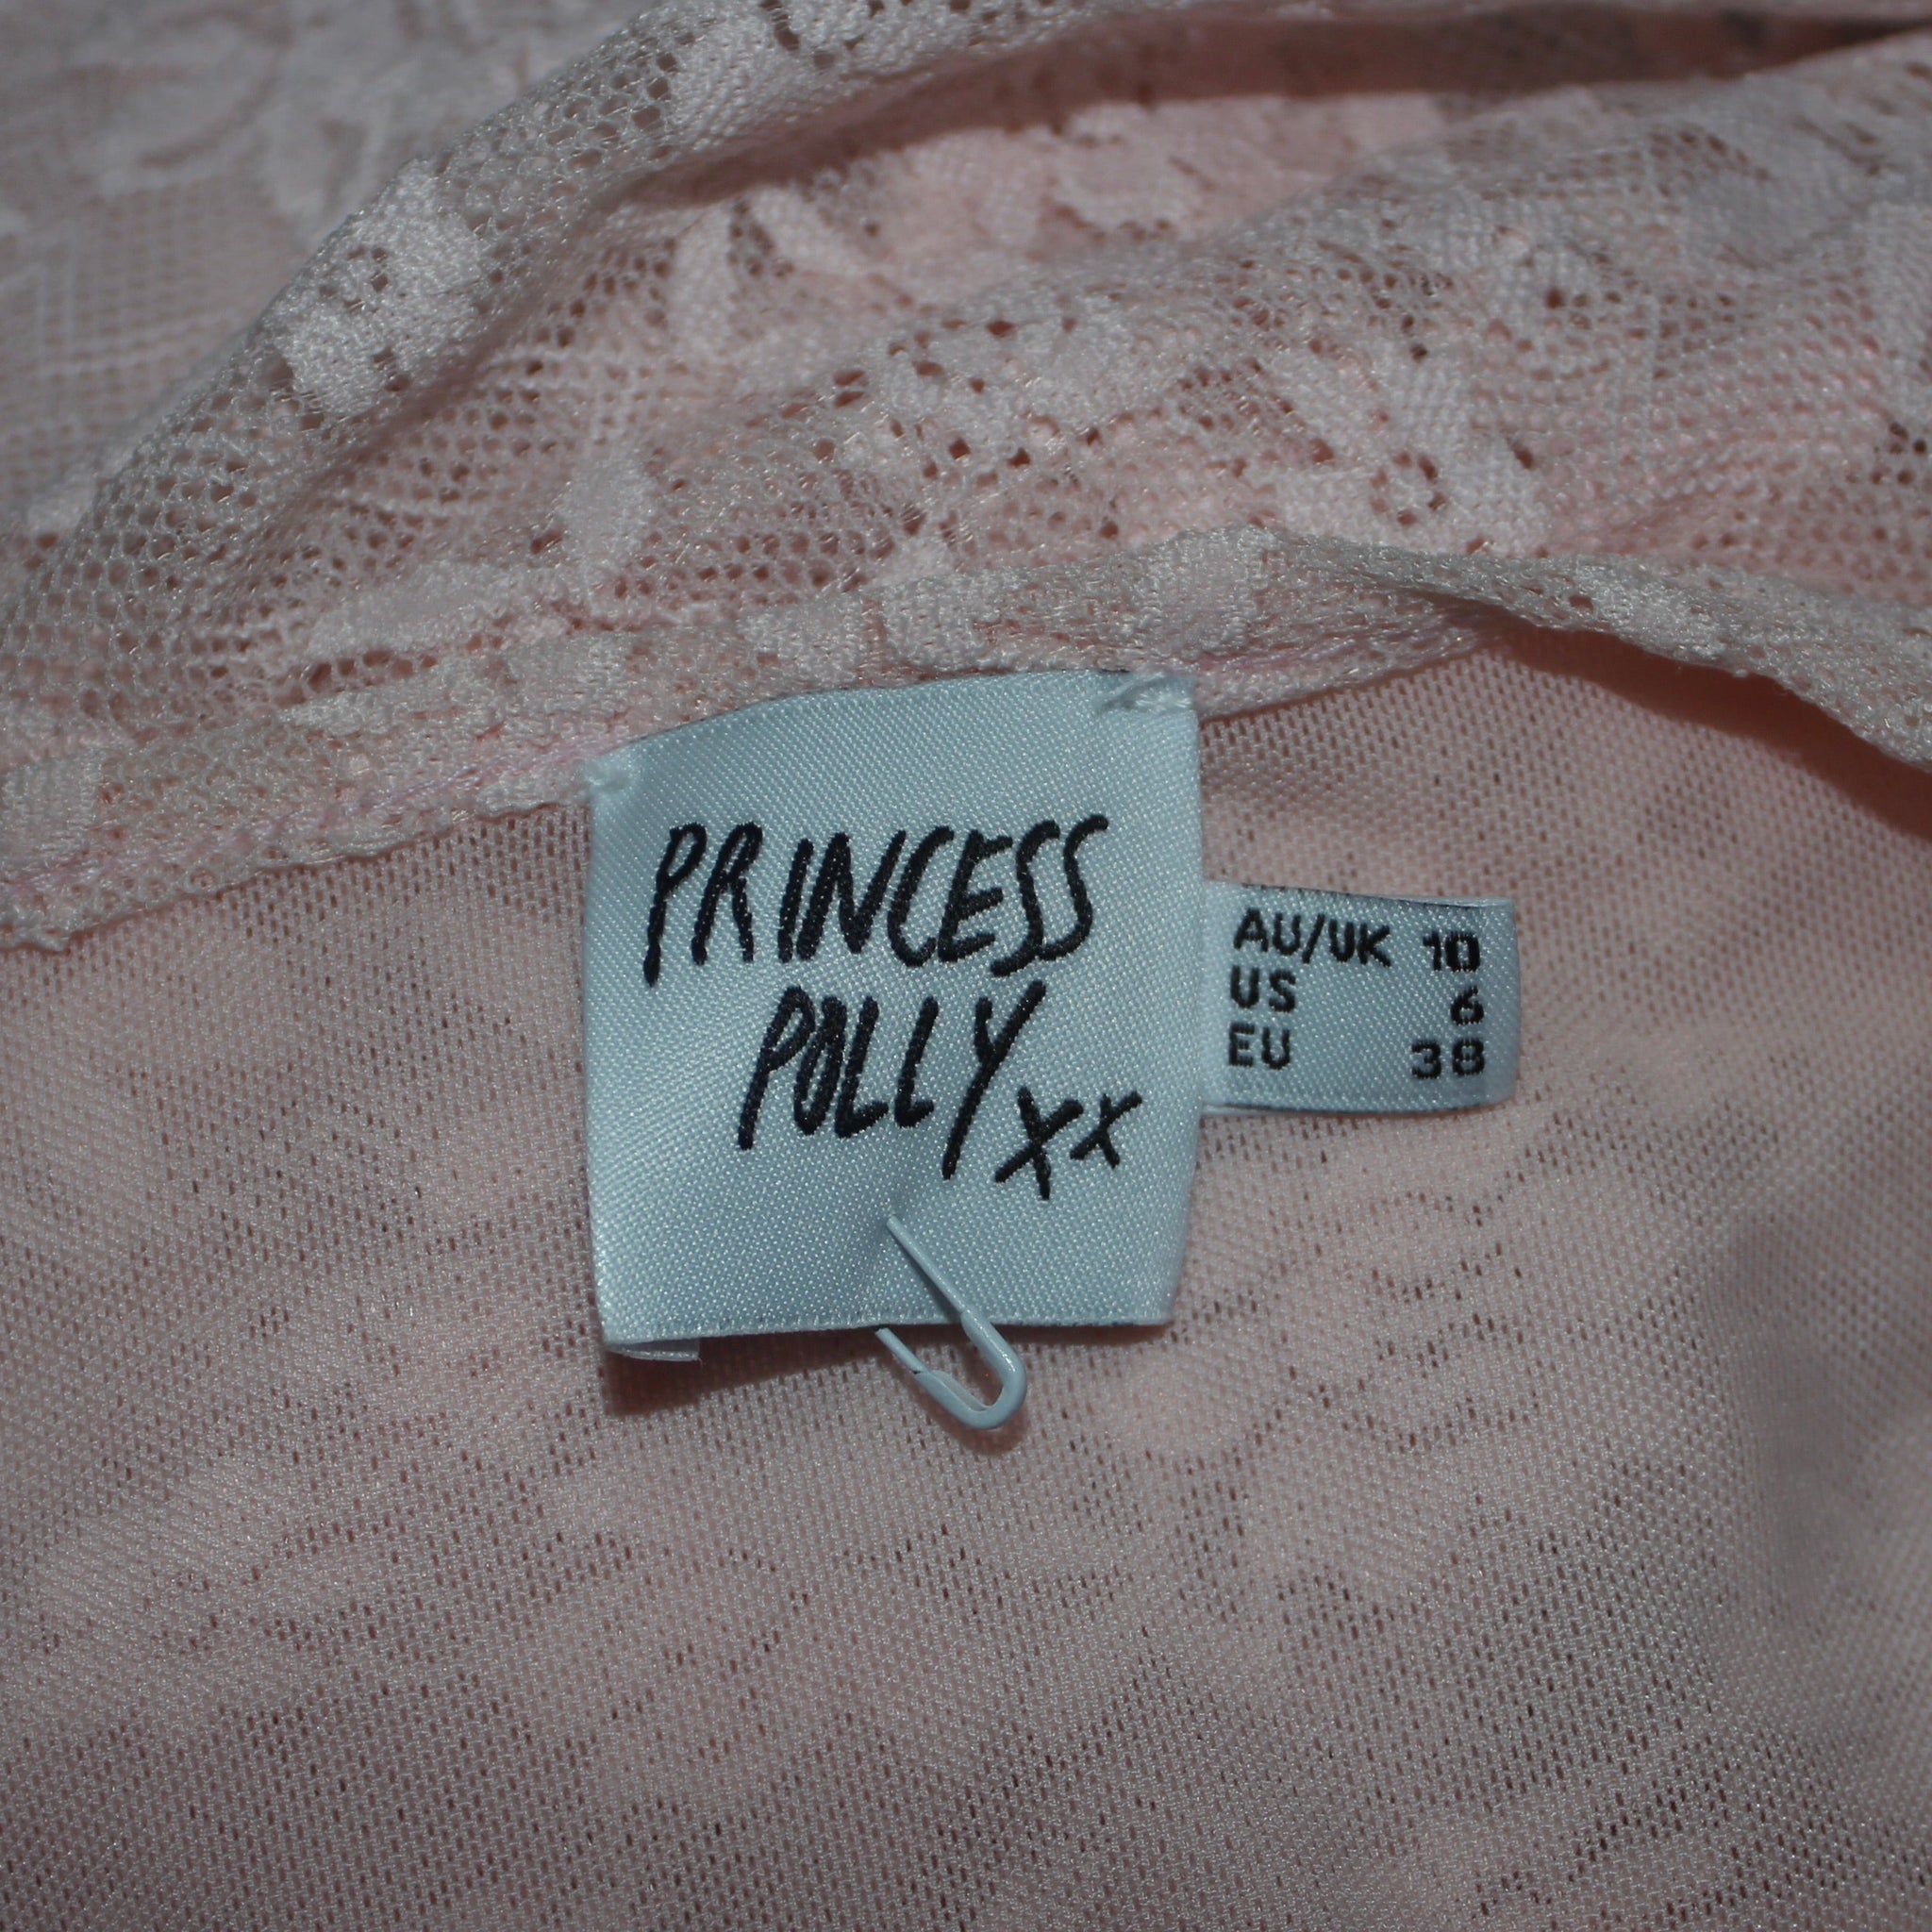 PRINCESS
POLLY xx
AU/UK 10
US 6
EU 38